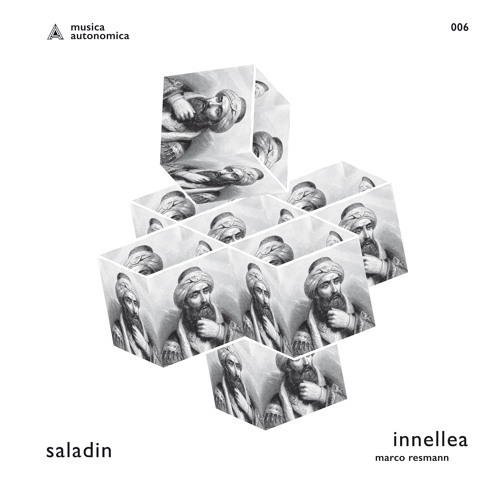 musica
autonomica
006
saladin
innellea
marco resmann